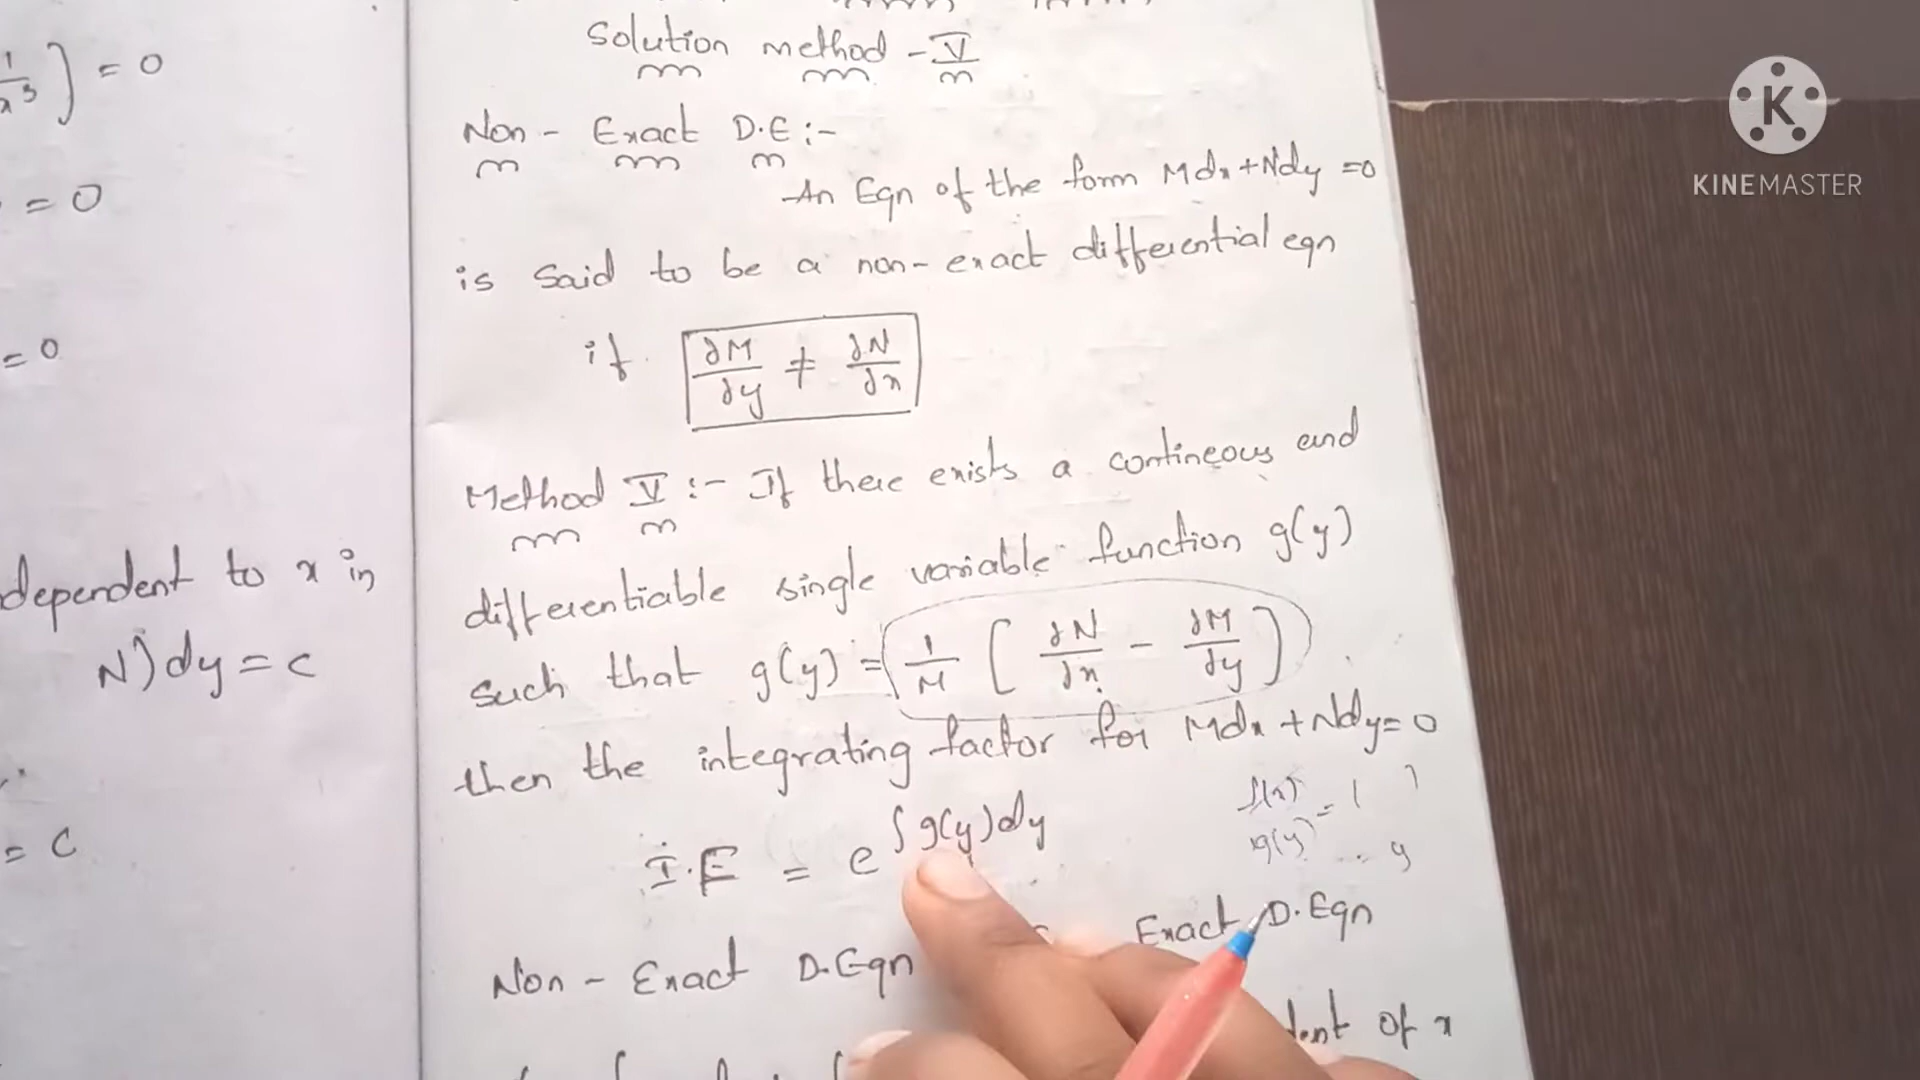 1/x³ ] = 0
= 0
= 0
dependent to x in
N) dy = c
= c
Solution method - V
Non - Exact D.E :-
An Eqn of the form Mdx + Ndy = 0
is said to be a non-exact differential eqn
if ∂M/∂y ≠ ∂N/∂x
Method V :- If there exists a contineous and
differentiable single variable function g(y)
such that g(y) = 1/M [ ∂N/∂x - ∂M/∂y ]
then the integrating factor for Mdx + Ndy = 0
f(x)
g(y) =
I.F = e^∫g(y)dy
Non - Exact D.Eqn Exact D.Eqn
of x
KINEMASTER